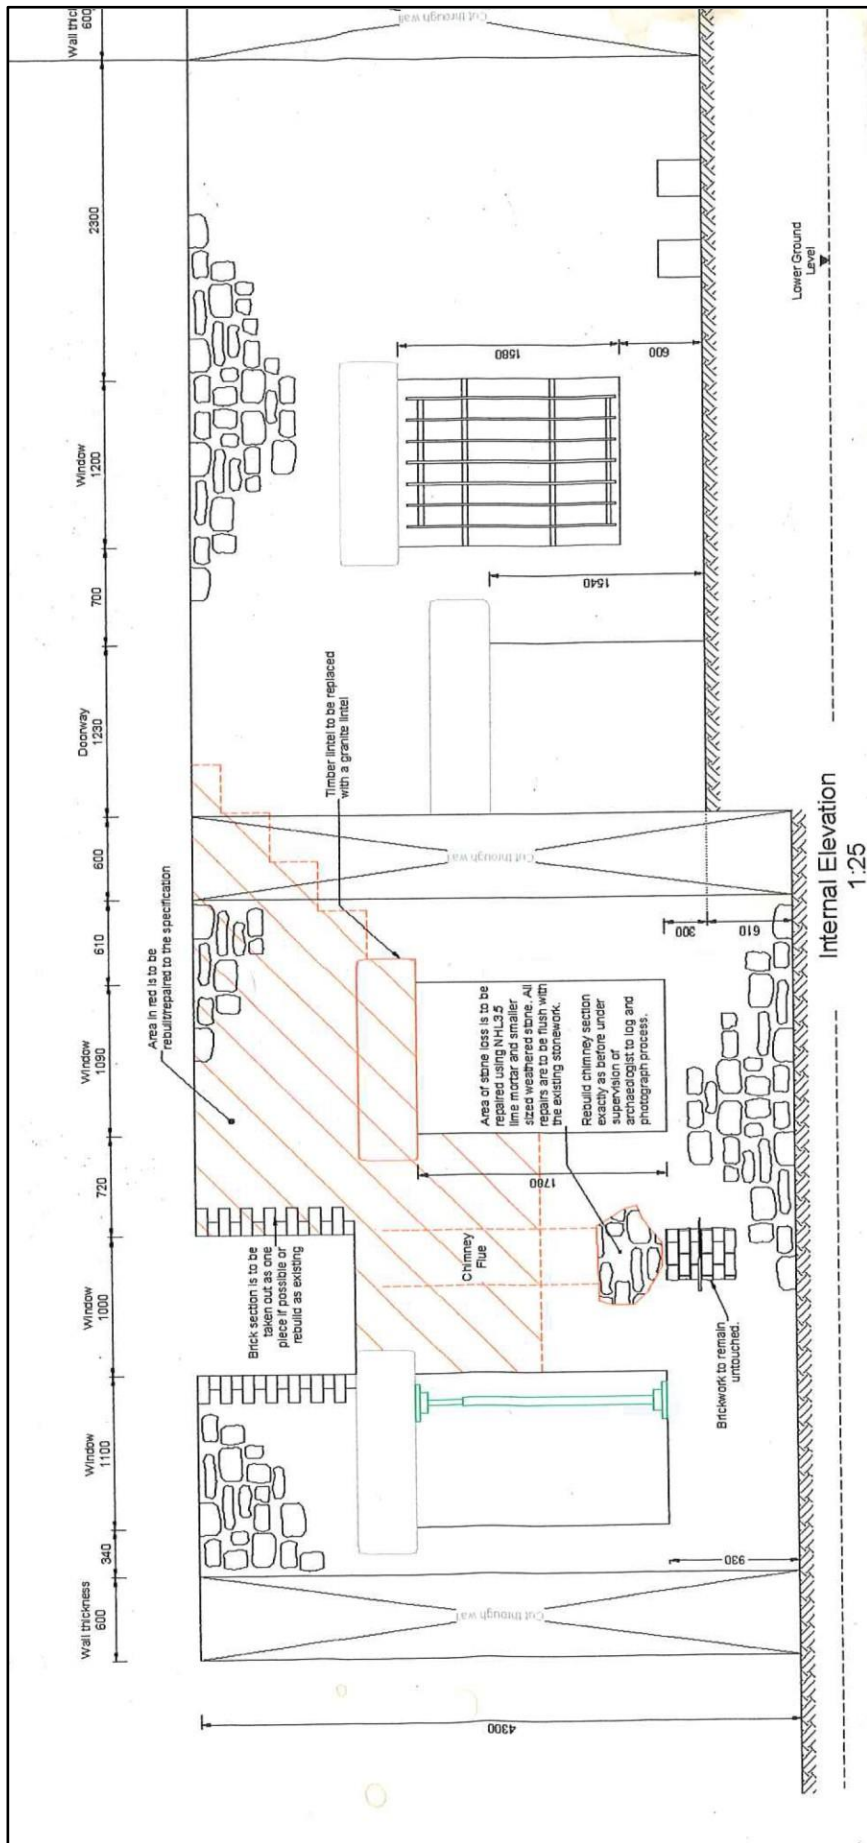 Wall thickness
600
340
Window
1100
Window
1000
720
Window
1090
610
600
Doorway
1230
700
Window
1200
2300
600
Area in red is to be
rebuilt/repaired to the specification
Brick section is to be
taken out as one
piece if possible or
rebuild as existing
Timber lintel to be replaced
with a granite lintel
Chimney
Flue
Area of stone loss is to be
repaired using NHL3.5
lime mortar and smaller
sized weathered stone. All
repairs are to be flush with
the existing stonework.
Rebuild chimney section
exactly as before under
supervision of
archaeologist to log and
photograph process.
Brickwork to remain
untouched.
Cut through wall
Cut through wall
Cut through wall
4300
930
1780
300
610
1540
1580
600
Lower Ground
Level
Internal Elevation
1:25